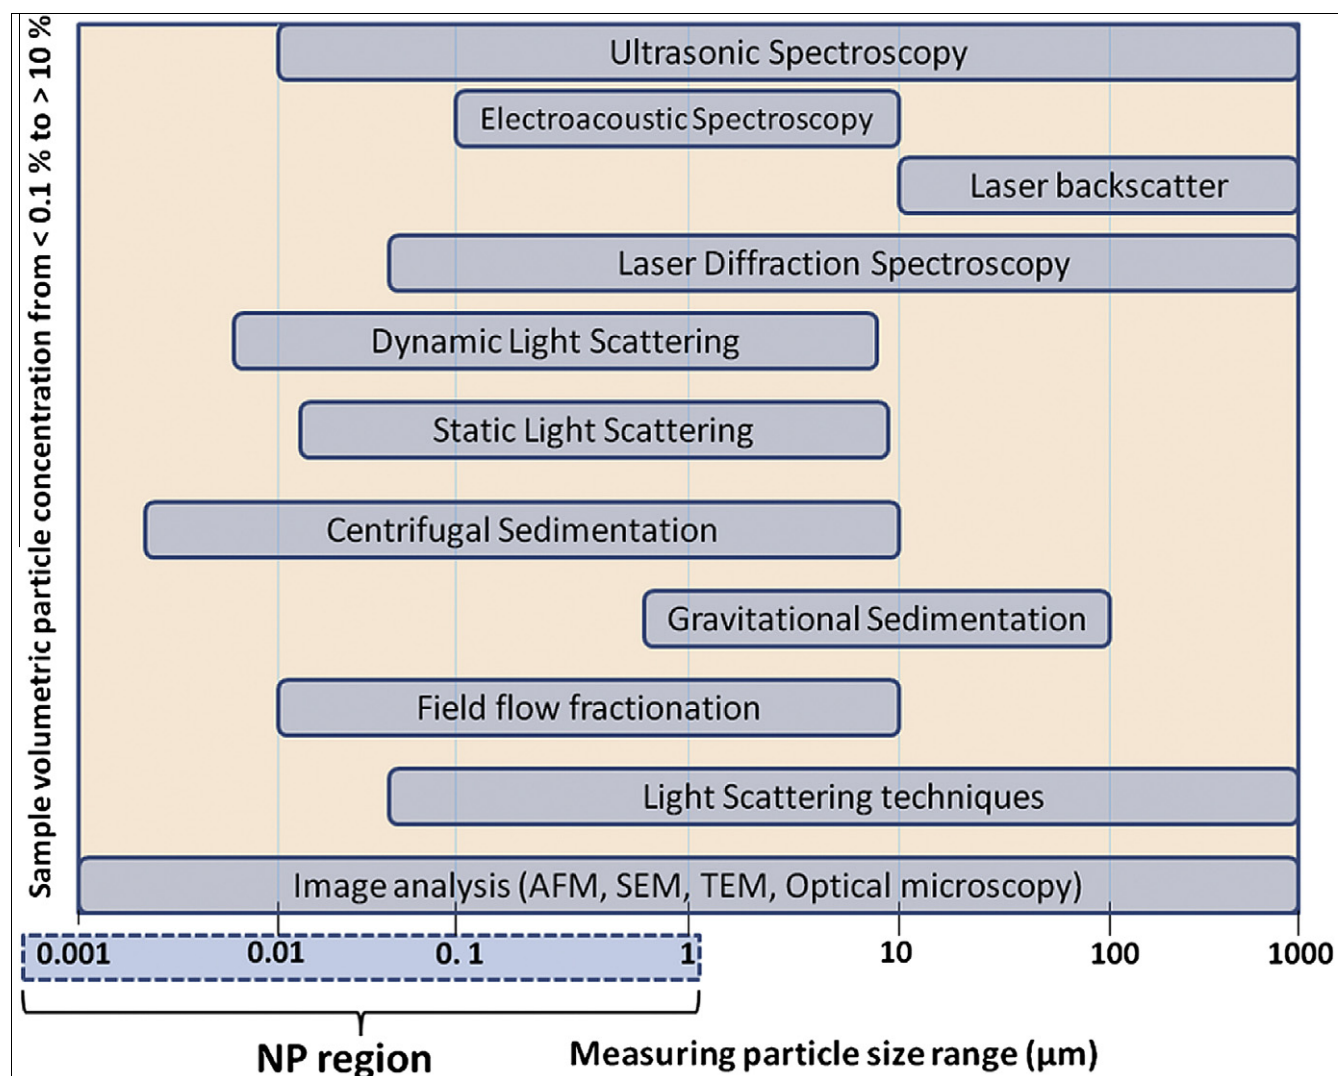 Sample volumetric particle concentration from < 0.1 % to > 10 %
Ultrasonic Spectroscopy
Electroacoustic Spectroscopy
Laser backscatter
Laser Diffraction Spectroscopy
Dynamic Light Scattering
Static Light Scattering
Centrifugal Sedimentation
Gravitational Sedimentation
Field flow fractionation
Light Scattering techniques
Image analysis (AFM, SEM, TEM, Optical microscopy)
0.001 0.01 0. 1 1 10 100 1000
NP region
Measuring particle size range (μm)